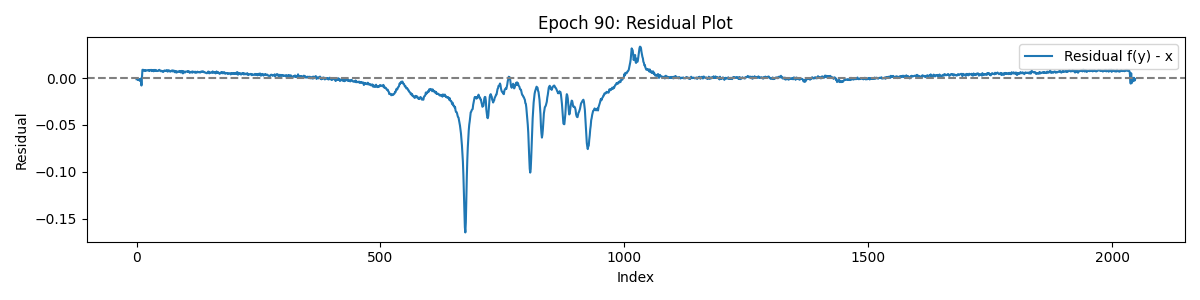 Epoch 90: Residual Plot
Residual f(y) - x
Residual
0.00
−0.05
−0.10
−0.15
0
500
1000
1500
2000
Index